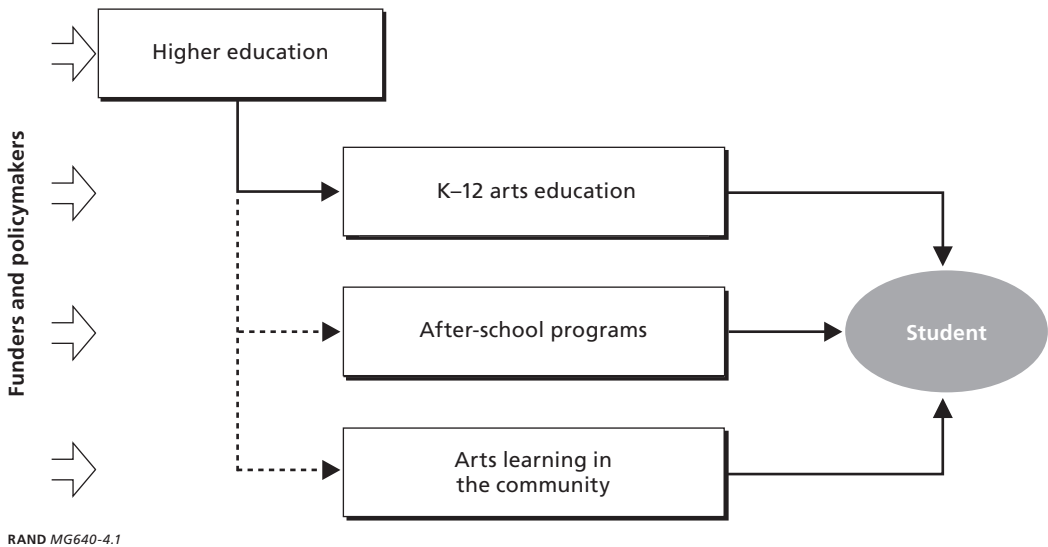 Higher education
Funders and policymakers
K–12 arts education
After-school programs
Student
Arts learning in
the community
RAND MG640-4.1